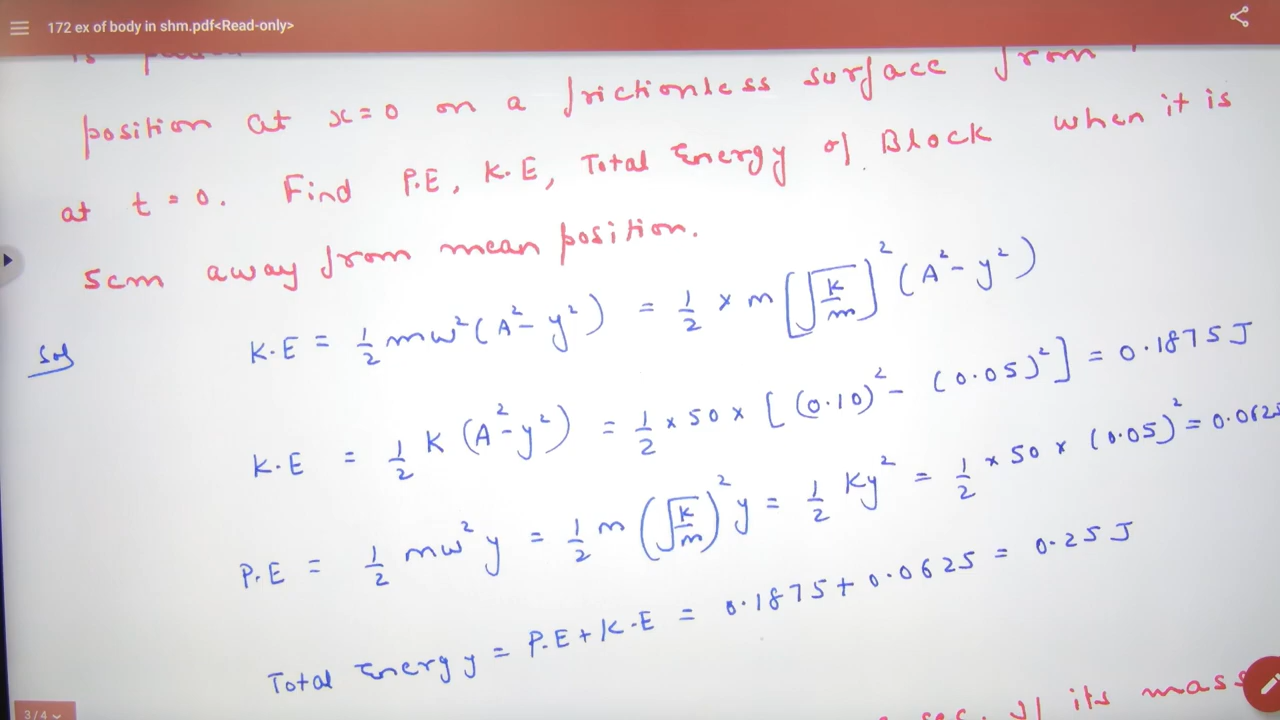 172 ex of body in shm.pdf<Read-only>
position at x=0 on a frictionless surface from
at t = 0. Find P.E, K.E, Total Energy of Block when it is
5cm away from mean position.
Sol K.E = 1/2 mω²(A²-y²) = 1/2 × m [√(k/m)]² (A²-y²)
K.E = 1/2 K (A²-y²) = 1/2 × 50 × [(0.10)² - (0.05)²] = 0.1875 J
P.E = 1/2 mω² y = 1/2 m (√(k/m))² y = 1/2 Ky² = 1/2 × 50 × (0.05)² = 0.0625
Total Energy = P.E + K.E = 0.1875 + 0.0625 = 0.25 J
its mass
3/4